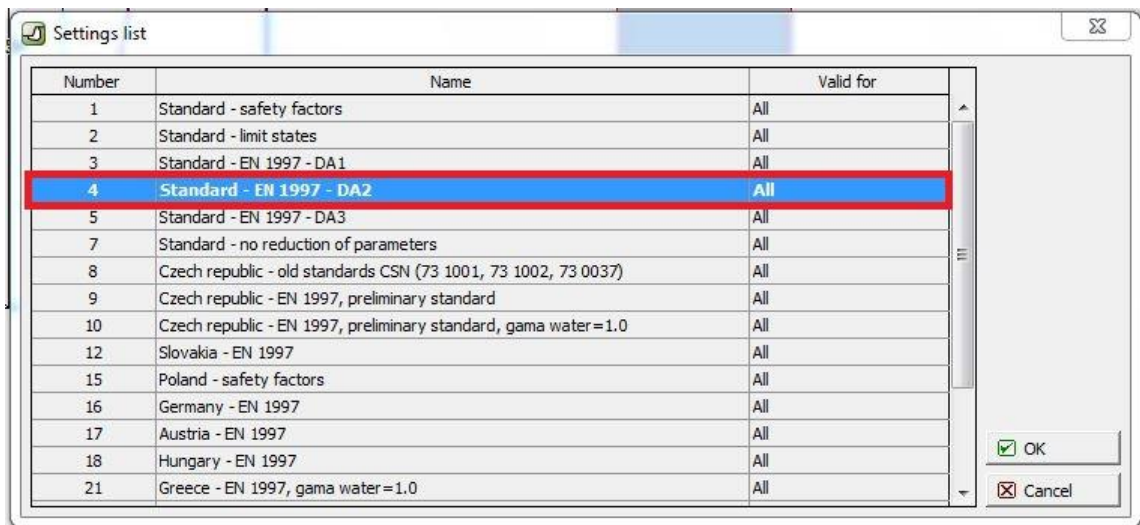 Settings list
Number Name Valid for
1 Standard - safety factors All
2 Standard - limit states All
3 Standard - EN 1997 - DA1 All
4 Standard - EN 1997 - DA2 All
5 Standard - EN 1997 - DA3 All
7 Standard - no reduction of parameters All
8 Czech republic - old standards CSN (73 1001, 73 1002, 73 0037) All
9 Czech republic - EN 1997, preliminary standard All
10 Czech republic - EN 1997, preliminary standard, gama water=1.0 All
12 Slovakia - EN 1997 All
15 Poland - safety factors All
16 Germany - EN 1997 All
17 Austria - EN 1997 All
18 Hungary - EN 1997 All
21 Greece - EN 1997, gama water=1.0 All
OK
Cancel